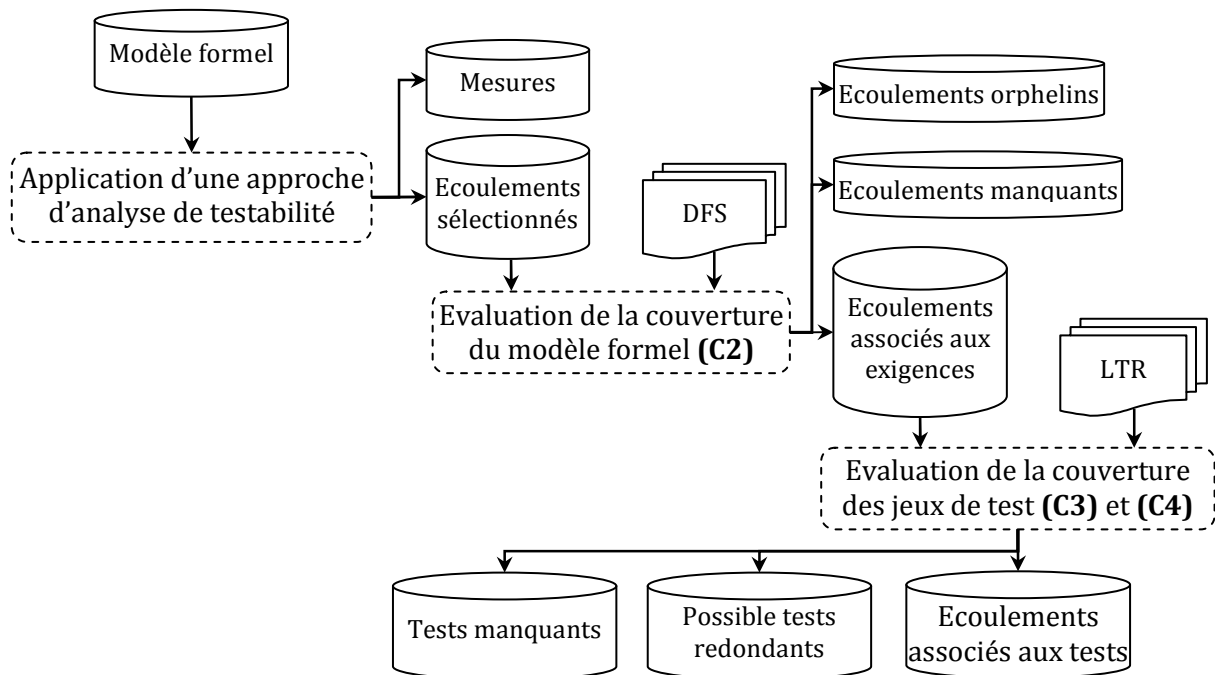 Modèle formel
Mesures
Ecoulements orphelins
Application d'une approche
d'analyse de testabilité
Ecoulements
sélectionnés
DFS
Ecoulements manquants
Evaluation de la couverture
du modèle formel (C2)
Ecoulements
associés aux
exigences
LTR
Evaluation de la couverture
des jeux de test (C3) et (C4)
Tests manquants
Possible tests
redondants
Ecoulements
associés aux tests